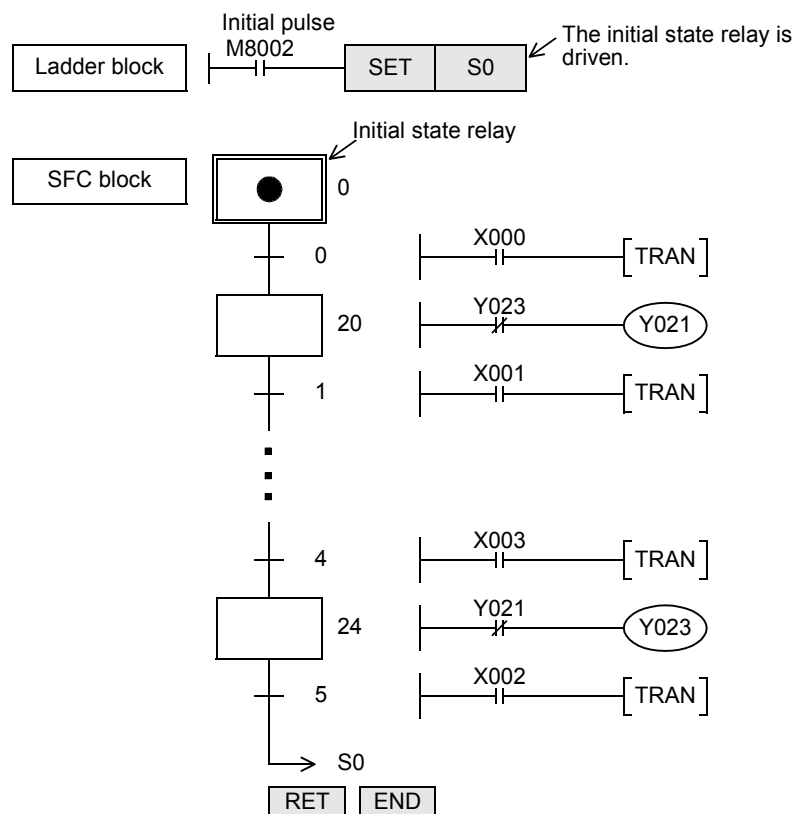 Initial pulse
M8002
The initial state relay is
driven.
Ladder block
SET S0
Initial state relay
SFC block
0
0 X000 TRAN
20 Y023 Y021
1 X001 TRAN
4 X003 TRAN
24 Y021 Y023
5 X002 TRAN
S0
RET END